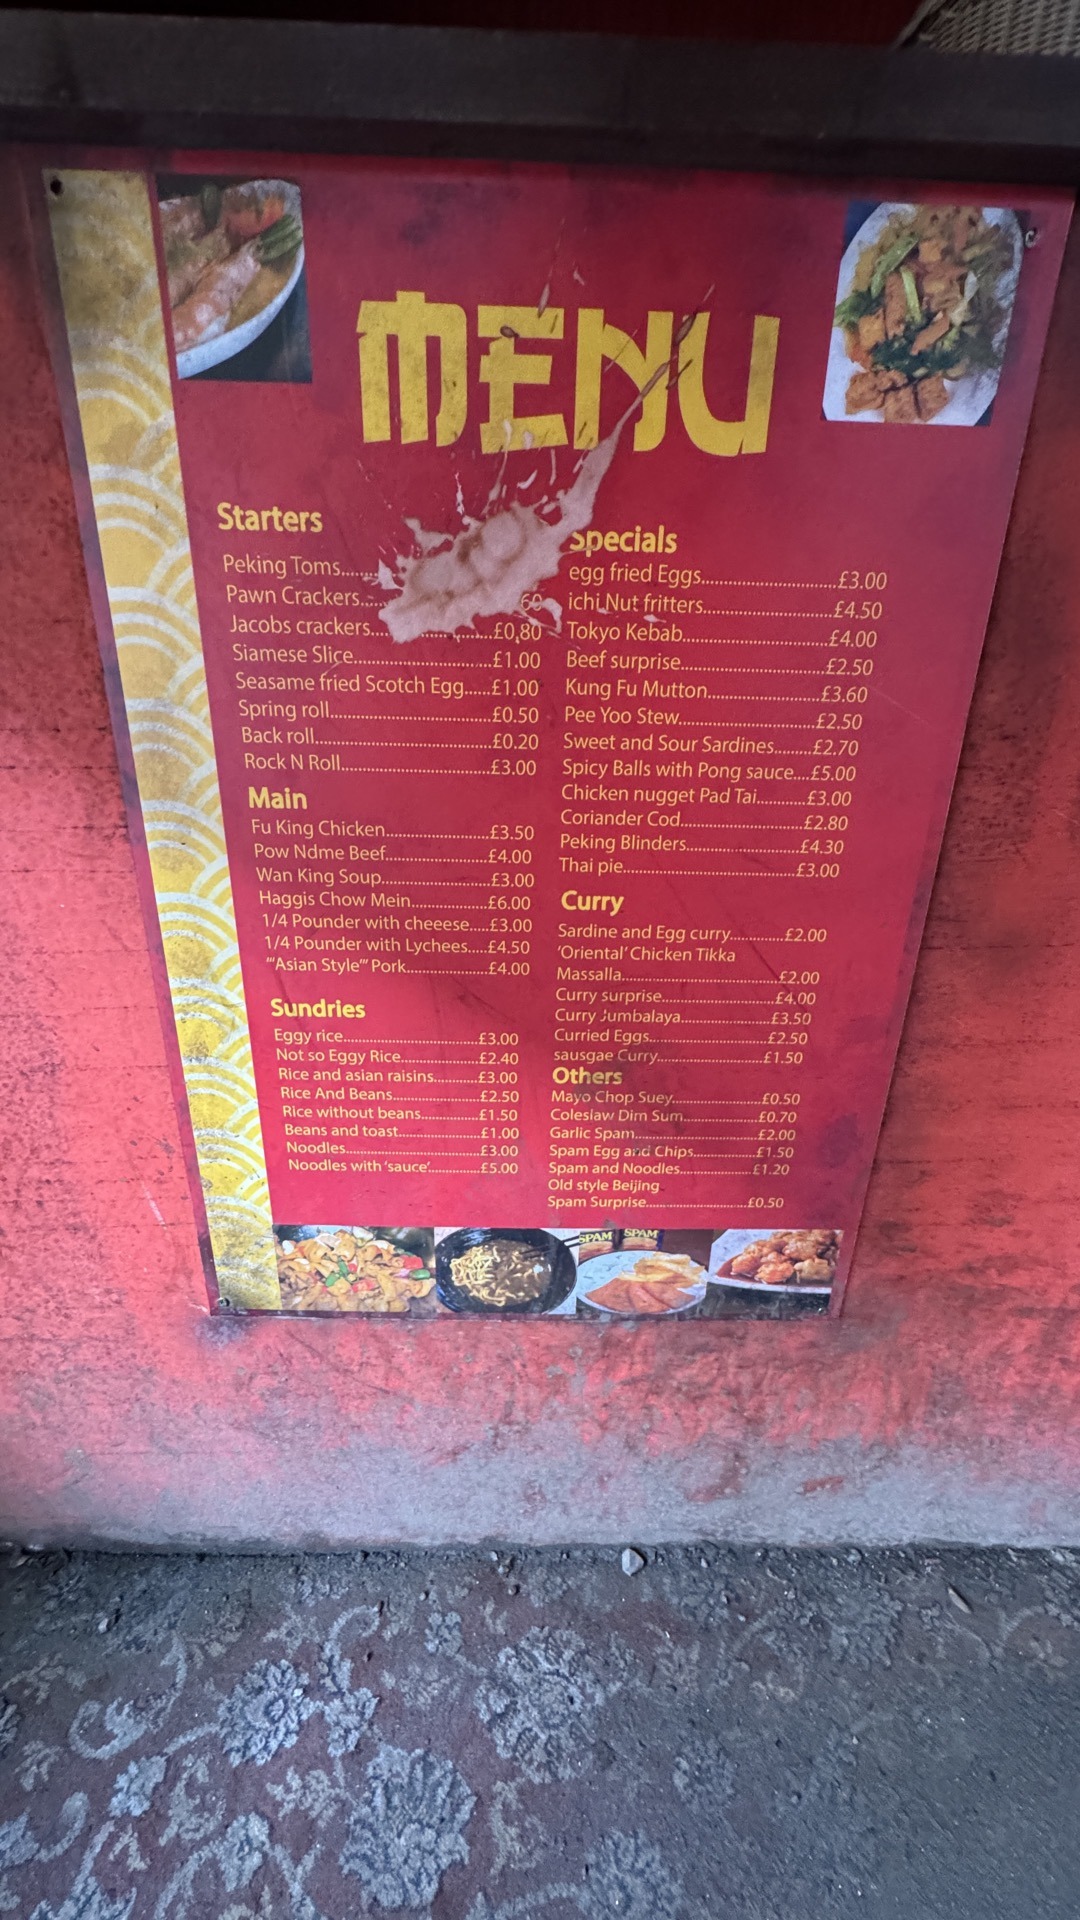 MENU
Starters
Peking Toms.......
Pawn Crackers..... 60
Jacobs crackers....................£0,80
Siamese Slice.............................£1.00
Seasame fried Scotch Egg......£1.00
Spring roll..................................£0.50
Back roll.....................................£0.20
Rock N Roll................................£3.00
Main
Fu King Chicken......................£3.50
Pow Ndme Beef......................£4.00
Wan King Soup........................£3.00
Haggis Chow Mein.................£6.00
1/4 Pounder with cheeese.....£3.00
1/4 Pounder with Lychees.....£4.50
'"Asian Style"' Pork...................£4.00
Sundries
Eggy rice.................................£3.00
Not so Eggy Rice...................£2.40
Rice and asian raisins...........£3.00
Rice And Beans.....................£2.50
Rice without beans..............£1.50
Beans and toast....................£1.00
Noodles.................................£3.00
Noodles with 'sauce'.............£5.00
Specials
egg fried Eggs.............................£3.00
ichi Nut fritters............................£4.50
Tokyo Kebab................................£4.00
Beef surprise...............................£2.50
Kung Fu Mutton.........................£3.60
Pee Yoo Stew..............................£2.50
Sweet and Sour Sardines.........£2.70
Spicy Balls with Pong sauce....£5.00
Chicken nugget Pad Tai............£3.00
Coriander Cod...........................£2.80
Peking Blinders.........................£4.30
Thai pie......................................£3.00
Curry
Sardine and Egg curry.............£2.00
'Oriental' Chicken Tikka
Massalla.....................................£2.00
Curry surprise...........................£4.00
Curry Jumbalaya......................£3.50
Curried Eggs.............................£2.50
sausgae Curry..........................£1.50
Others
Mayo Chop Suey.....................£0.50
Coleslaw Dim Sum..................£0.70
Garlic Spam..............................£2.00
Spam Egg and Chips...............£1.50
Spam and Noodles..................£1.20
Old style Beijing
Spam Surprise..........................£0.50
SPAM SPAM